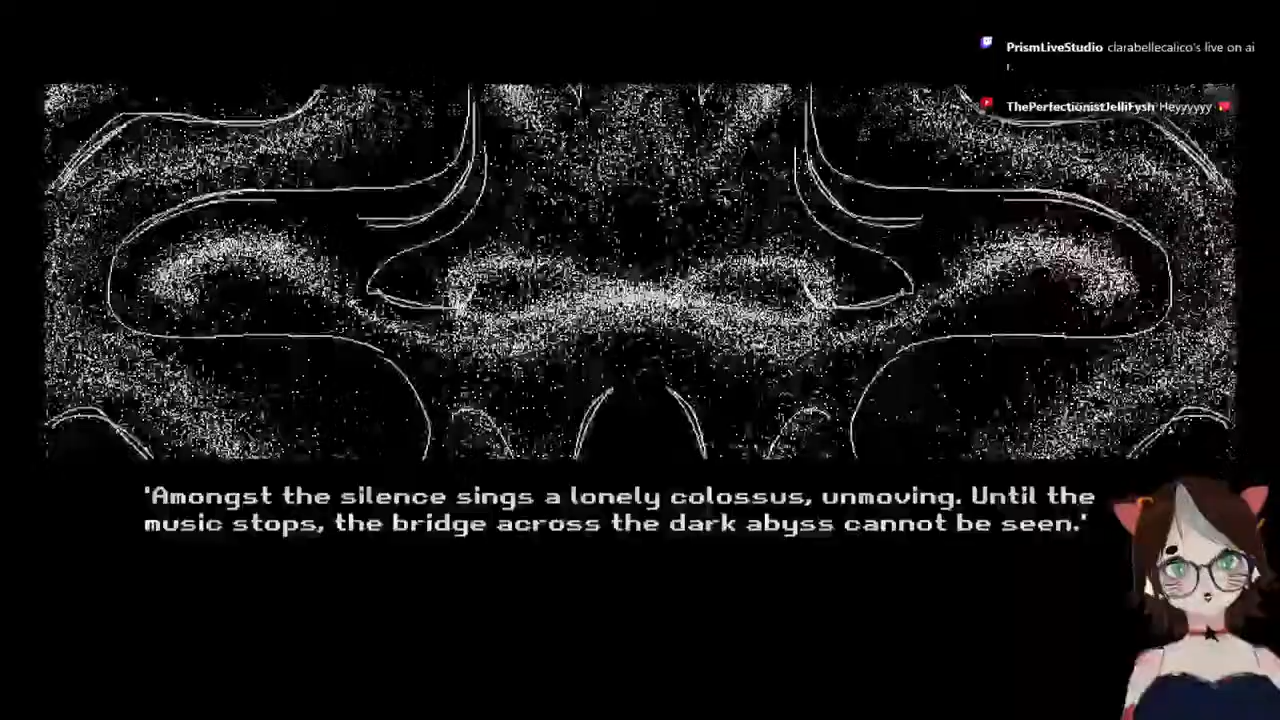 PrismLiveStudio clarabellecalico's live on ai
r.
ThePerfectionistJelliFysh Heyyyyyy
'Amongst the silence sings a lonely colossus, unmoving. Until the
music stops, the bridge across the dark abyss cannot be seen.'